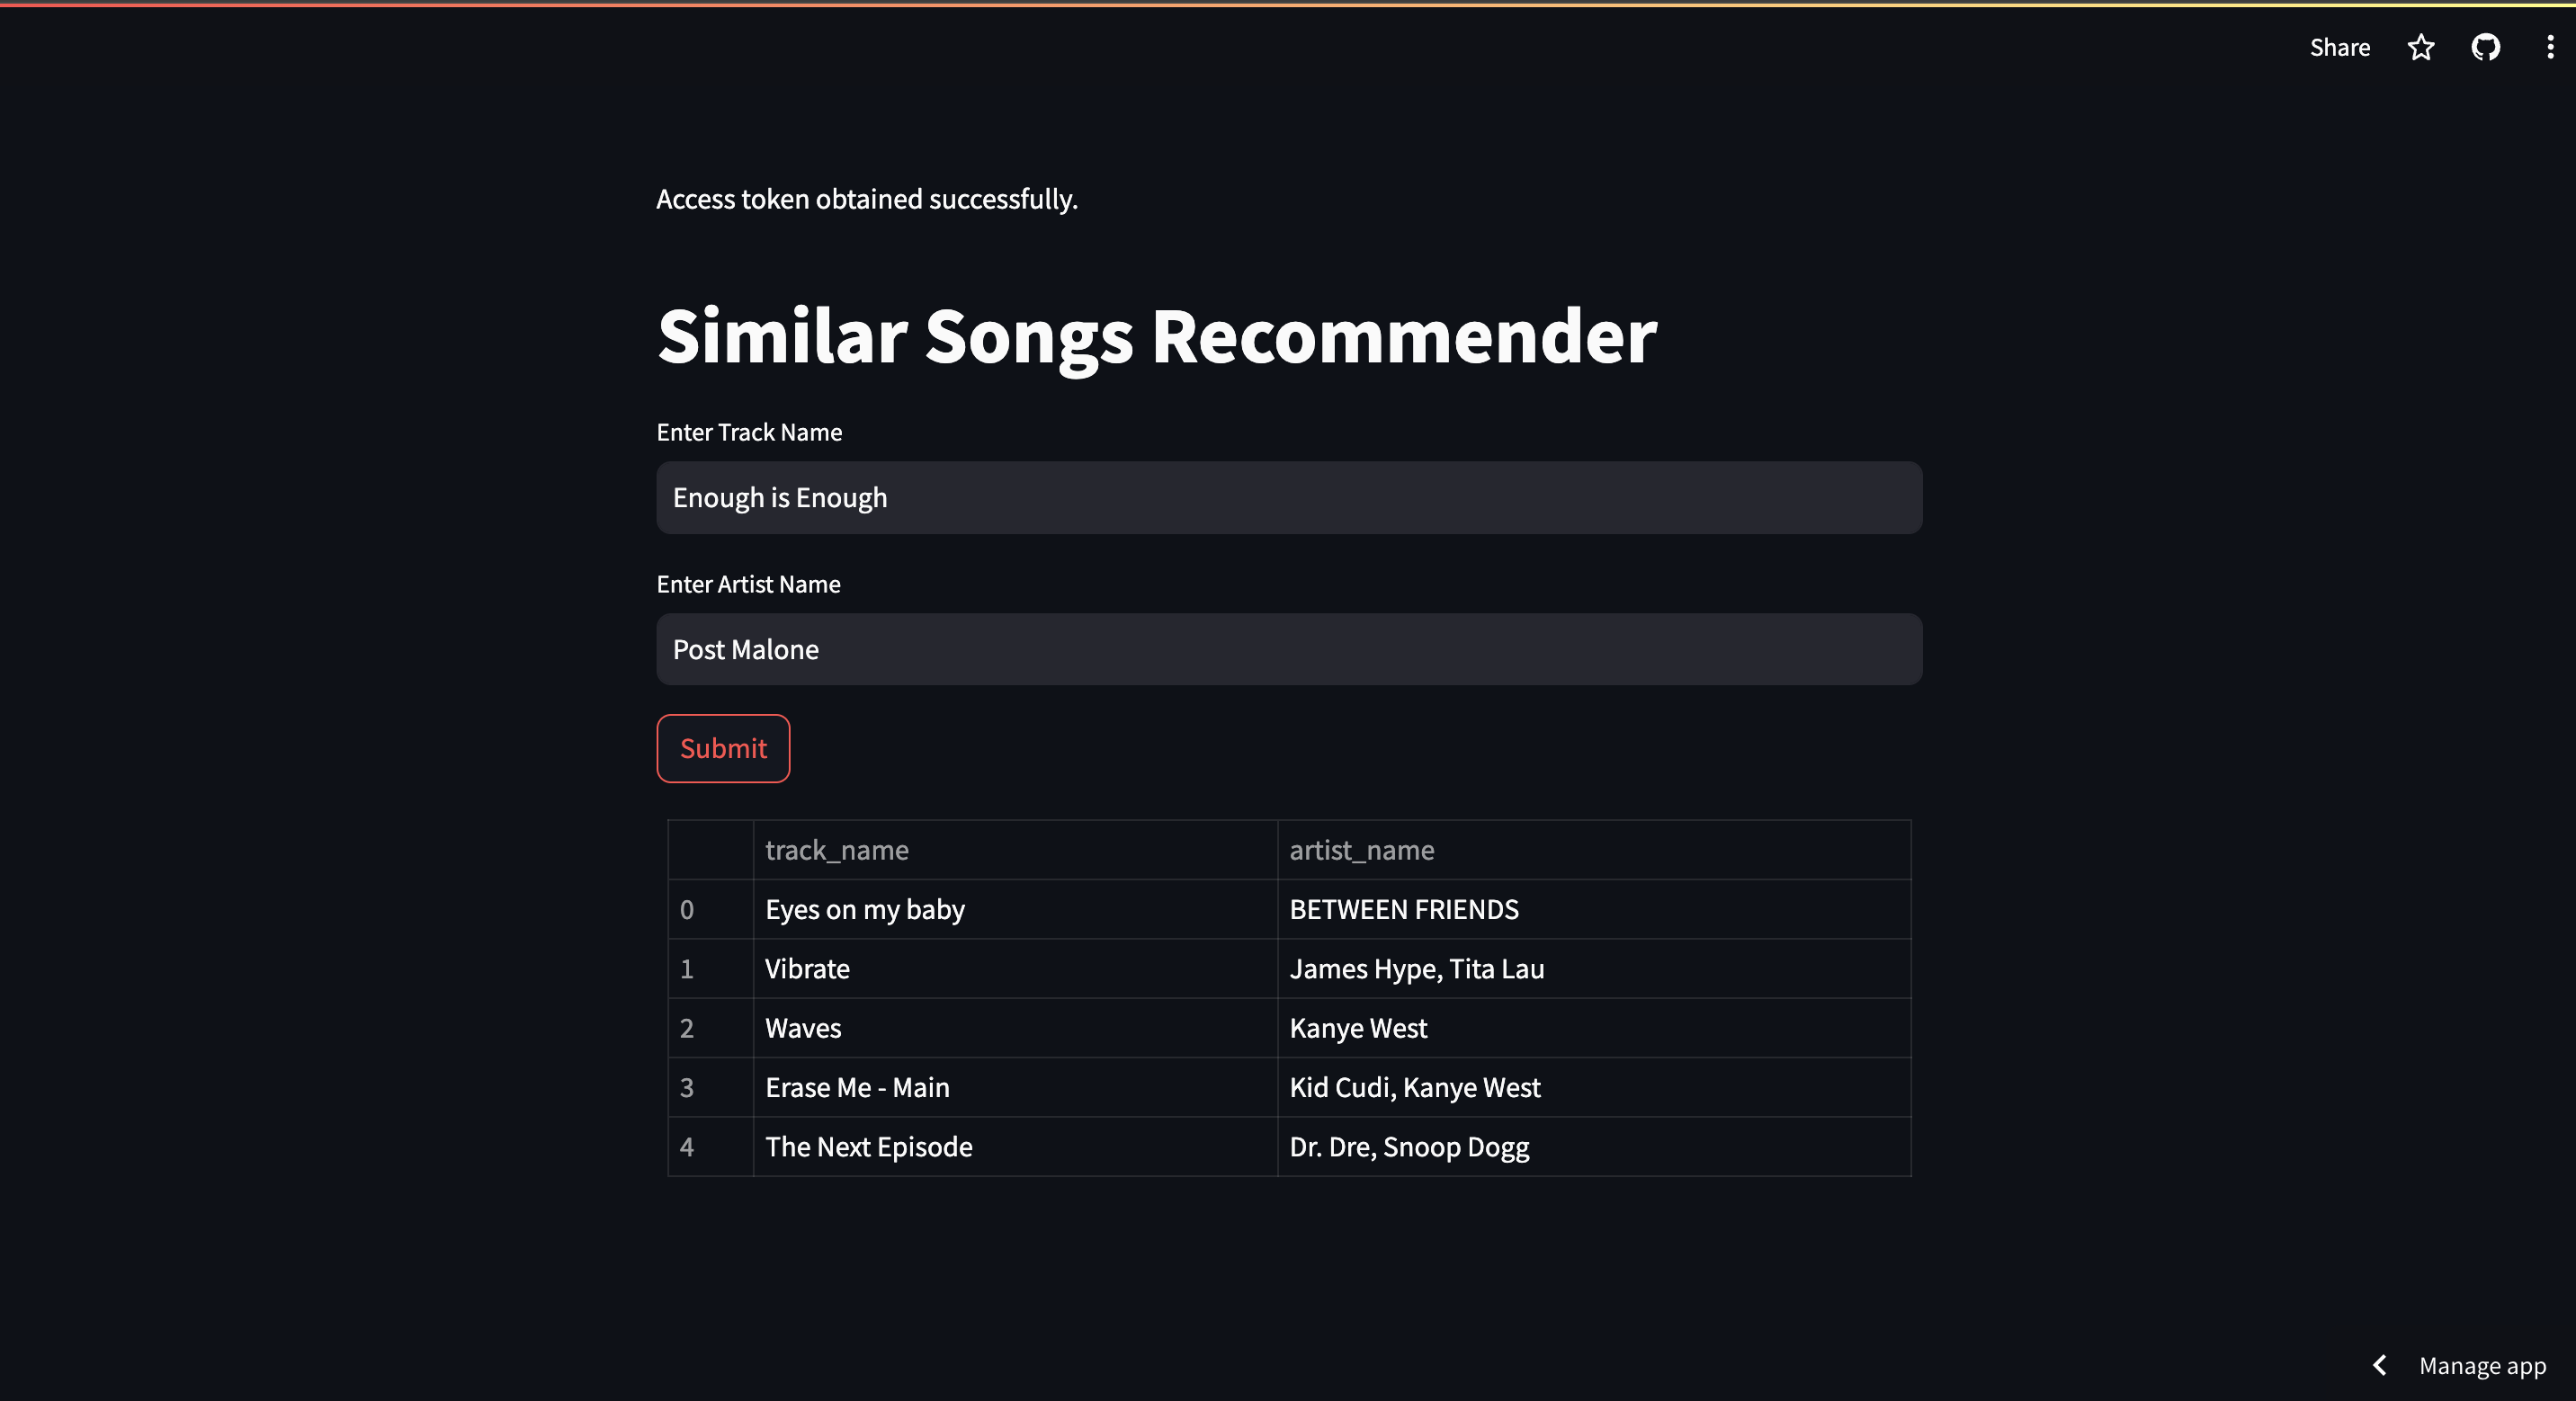 Share
Access token obtained successfully.
Similar Songs Recommender
Enter Track Name
Enough is Enough
Enter Artist Name
Post Malone
Submit
track_name artist_name
0 Eyes on my baby BETWEEN FRIENDS
1 Vibrate James Hype, Tita Lau
2 Waves Kanye West
3 Erase Me - Main Kid Cudi, Kanye West
4 The Next Episode Dr. Dre, Snoop Dogg
Manage app